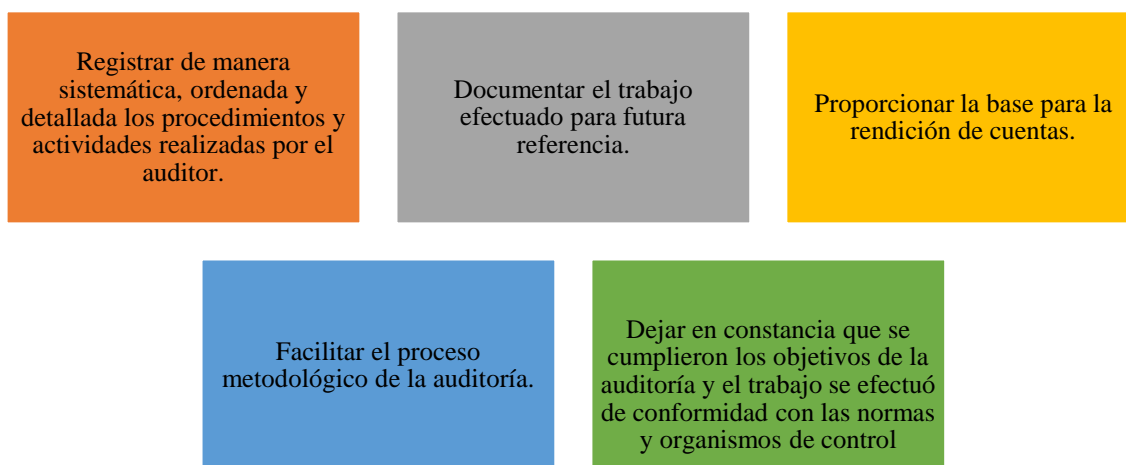 Registrar de manera
sistemática, ordenada y
detallada los procedimientos y
actividades realizadas por el
auditor.
Documentar el trabajo
efectuado para futura
referencia.
Proporcionar la base para la
rendición de cuentas.
Facilitar el proceso
metodológico de la auditoría.
Dejar en constancia que se
cumplieron los objetivos de la
auditoría y el trabajo se efectuó
de conformidad con las normas
y organismos de control